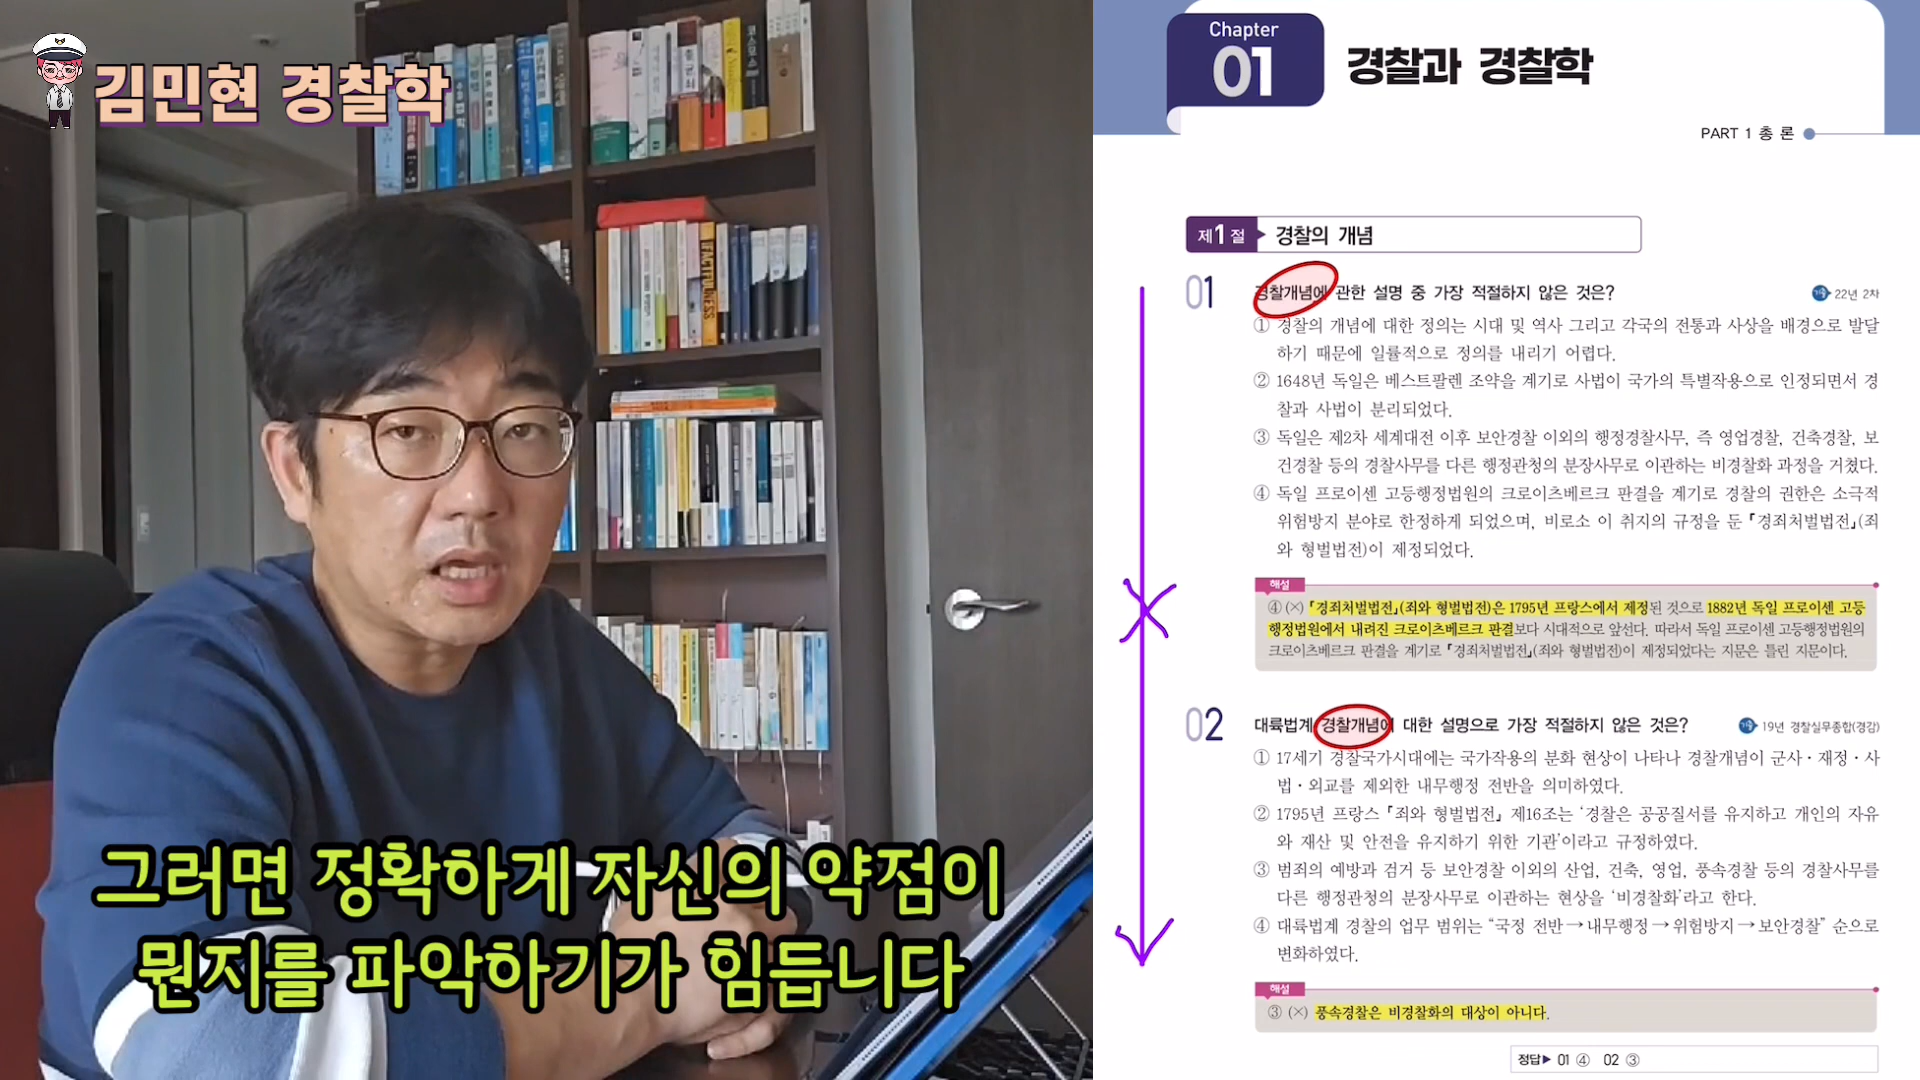 김민현 경찰학
코스모스
FACTFULNESS
그러면 정확하게 자신의 약점이
뭔지를 파악하기가 힘듭니다
Chapter
01
경찰과 경찰학
PART 1 총 론
제1절 경찰의 개념
01 경찰개념에 관한 설명 중 가장 적절하지 않은 것은? 기출 22년 2차
① 경찰의 개념에 대한 정의는 시대 및 역사 그리고 각국의 전통과 사상을 배경으로 발달
하기 때문에 일률적으로 정의를 내리기 어렵다.
② 1648년 독일은 베스트팔렌 조약을 계기로 사법이 국가의 특별작용으로 인정되면서 경
찰과 사법이 분리되었다.
③ 독일은 제2차 세계대전 이후 보안경찰 이외의 행정경찰사무, 즉 영업경찰, 건축경찰, 보
건경찰 등의 경찰사무를 다른 행정관청의 분장사무로 이관하는 비경찰화 과정을 거쳤다.
④ 독일 프로이센 고등행정법원의 크로이츠베르크 판결을 계기로 경찰의 권한은 소극적
위험방지 분야로 한정하게 되었으며, 비로소 이 취지의 규정을 둔 『경죄처벌법전』(죄
와 형벌법전)이 제정되었다.
해설
④ (×) 『경죄처벌법전』(죄와 형벌법전)은 1795년 프랑스에서 제정된 것으로 1882년 독일 프로이센 고등
행정법원에서 내려진 크로이츠베르크 판결보다 시대적으로 앞선다. 따라서 독일 프로이센 고등행정법원의
크로이츠베르크 판결을 계기로 『경죄처벌법전』(죄와 형벌법전)이 제정되었다는 지문은 틀린 지문이다.
02 대륙법계 경찰개념에 대한 설명으로 가장 적절하지 않은 것은? 기출 19년 경찰실무종합(경감)
① 17세기 경찰국가시대에는 국가작용의 분화 현상이 나타나 경찰개념이 군사·재정·사
법·외교를 제외한 내무행정 전반을 의미하였다.
② 1795년 프랑스 『죄와 형벌법전』 제16조는 ‘경찰은 공공질서를 유지하고 개인의 자유
와 재산 및 안전을 유지하기 위한 기관’이라고 규정하였다.
③ 범죄의 예방과 검거 등 보안경찰 이외의 산업, 건축, 영업, 풍속경찰 등의 경찰사무를
다른 행정관청의 분장사무로 이관하는 현상을 ‘비경찰화’라고 한다.
④ 대륙법계 경찰의 업무 범위는 “국정 전반→내무행정→위험방지→보안경찰” 순으로
변화하였다.
해설
③ (×) 풍속경찰은 비경찰화의 대상이 아니다.
정답▶ 01 ④ 02 ③